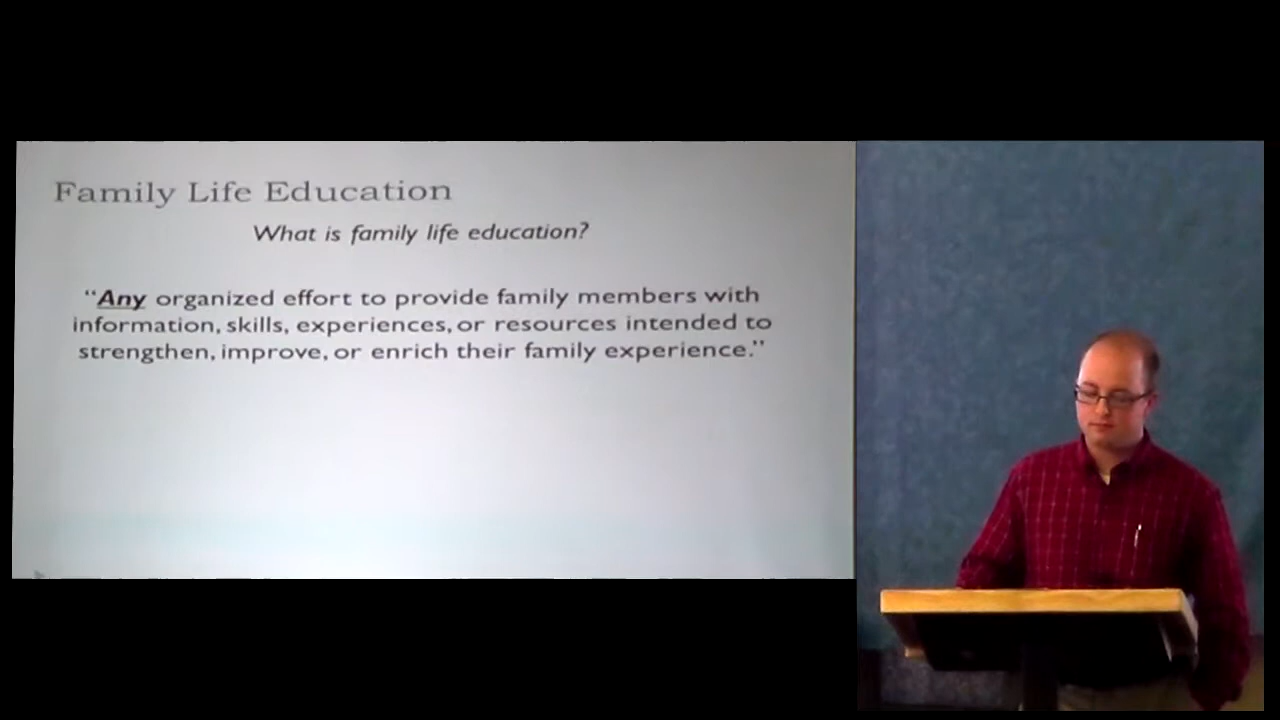 Family Life Education
What is family life education?
“Any organized effort to provide family members with
information, skills, experiences, or resources intended to
strengthen, improve, or enrich their family experience.”